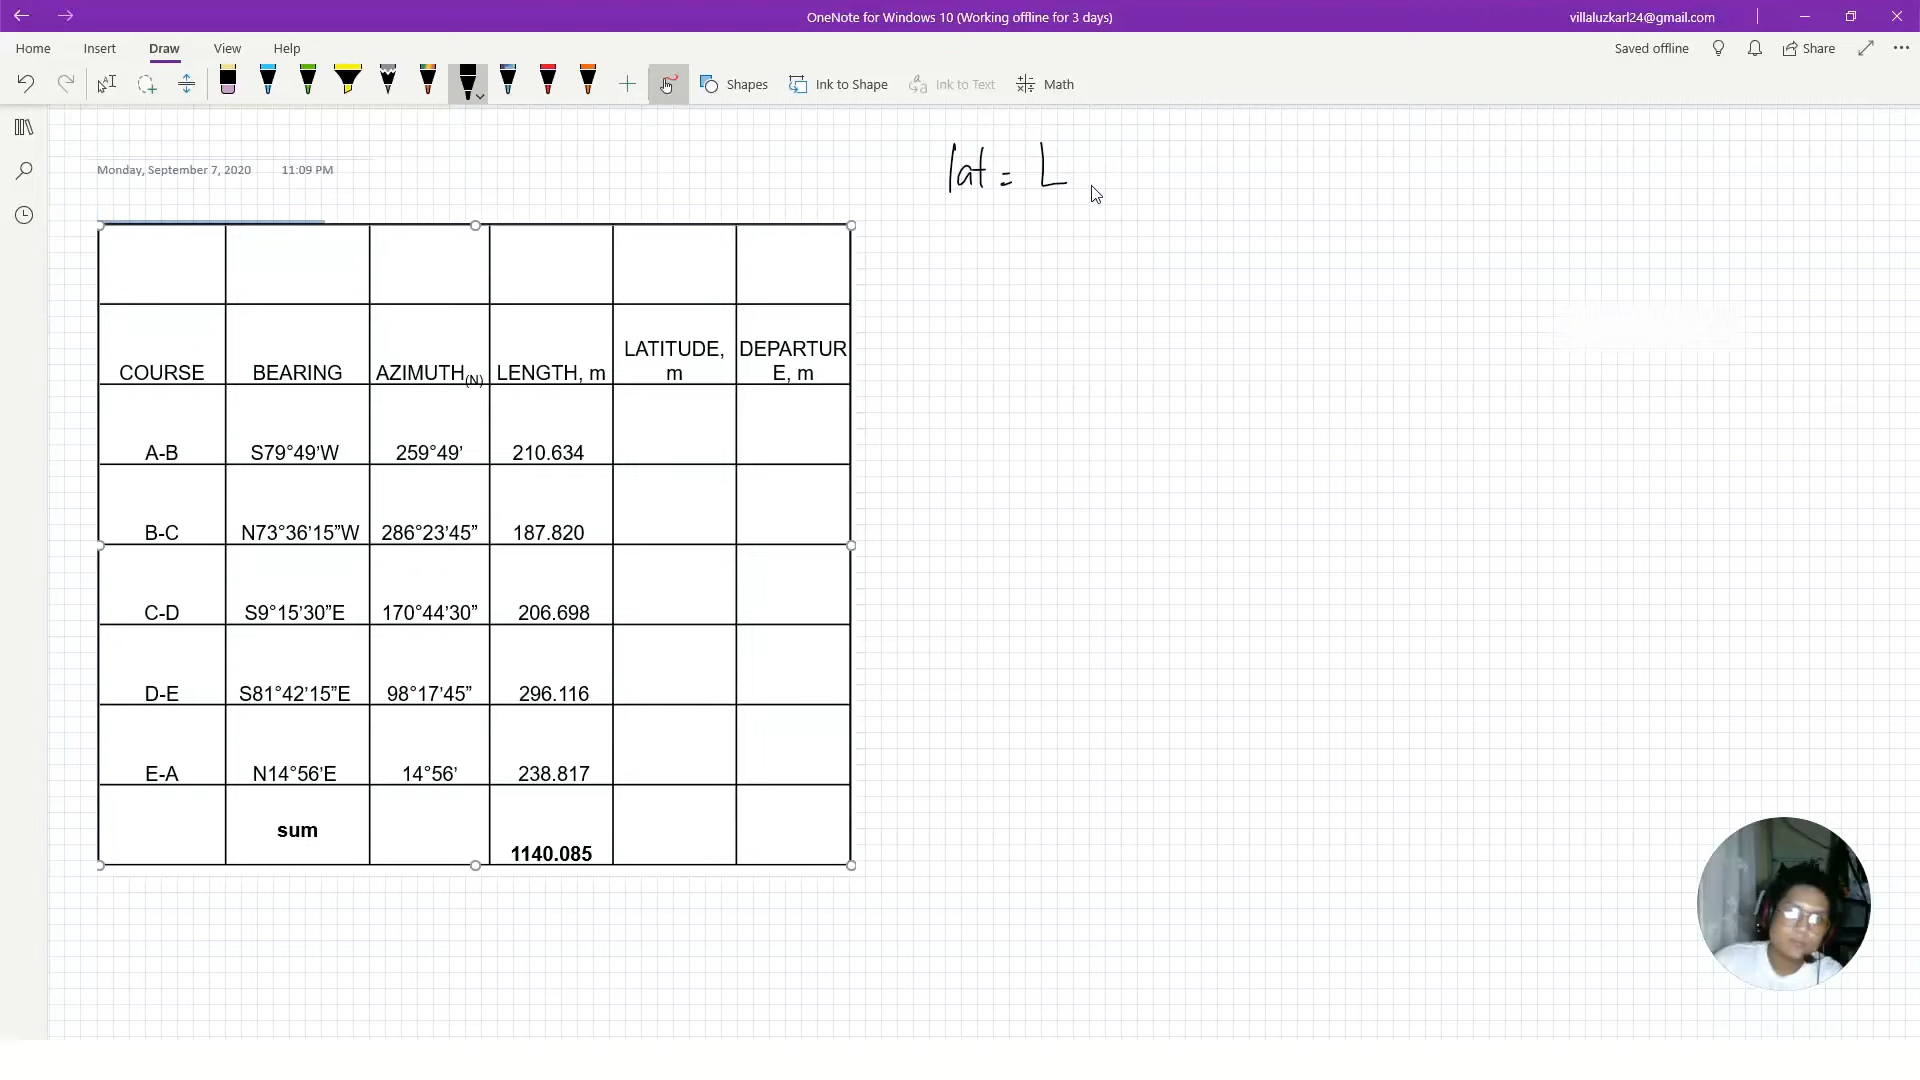 OneNote for Windows 10 (Working offline for 3 days)
villaluzkarl24@gmail.com
Home Insert Draw View Help
Saved offline
Share
Shapes
Ink to Shape
Ink to Text
Math
Monday, September 7, 2020 11:09 PM
lat = L
COURSE BEARING AZIMUTH(N) LENGTH, m LATITUDE, m DEPARTURE, m
A-B S79°49’W 259°49’ 210.634
B-C N73°36’15”W 286°23’45” 187.820
C-D S9°15’30”E 170°44’30” 206.698
D-E S81°42’15”E 98°17’45” 296.116
E-A N14°56’E 14°56’ 238.817
sum 1140.085